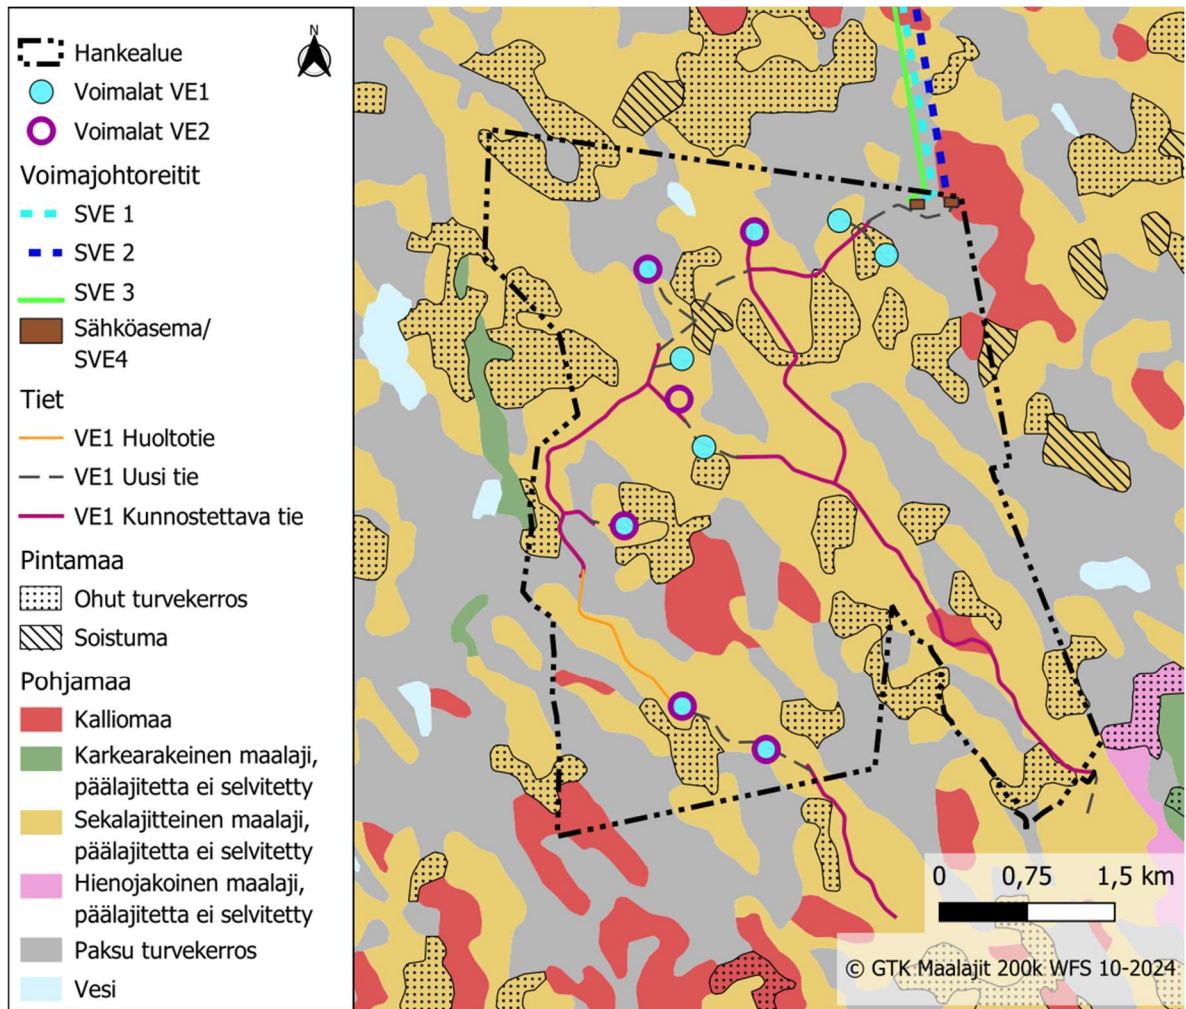 N
Hankealue
Voimalat VE1
Voimalat VE2
Voimajohtoreitit
SVE 1
SVE 2
SVE 3
Sähköasema/
SVE4
Tiet
VE1 Huoltotie
VE1 Uusi tie
VE1 Kunnostettava tie
Pintamaa
Ohut turvekerros
Soistuma
Pohjamaa
Kalliomaa
Karkearakeinen maalaji,
päälajitetta ei selvitetty
Sekalajitteinen maalaji,
päälajitetta ei selvitetty
Hienojakoinen maalaji,
päälajitetta ei selvitetty
Paksu turvekerros
Vesi
0 0,75 1,5 km
© GTK Maalajit 200k WFS 10-2024